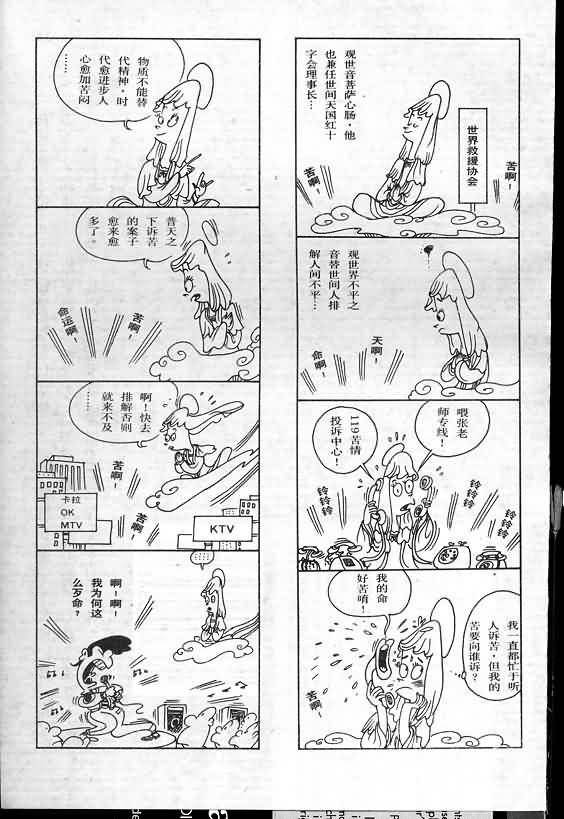 观世音菩萨心肠·他
也兼任世间天国红十
字会理事长…
世界救援协会
苦啊！
苦啊！
观世界不平之
音替世间人排
解人间不平…
天啊！
命啊！
喂张老
师专线！
119苦情
投诉中心！
铃铃铃
铃铃铃
铃铃铃
我的命
好苦唷！
我一直都忙于听
人诉苦·但我的
苦要向谁诉？
苦啊！
物质不能替
代精神·时
代愈进步人
心愈加苦闷
……
普天之
下诉苦
的案子
愈来愈
多了。
苦啊！
命运啊！
啊！快去
排解否则
就来不及
……
苦啊！
苦啊！
卡拉
OK
MTV
KTV
啊！啊！
我为何这
么歹命？